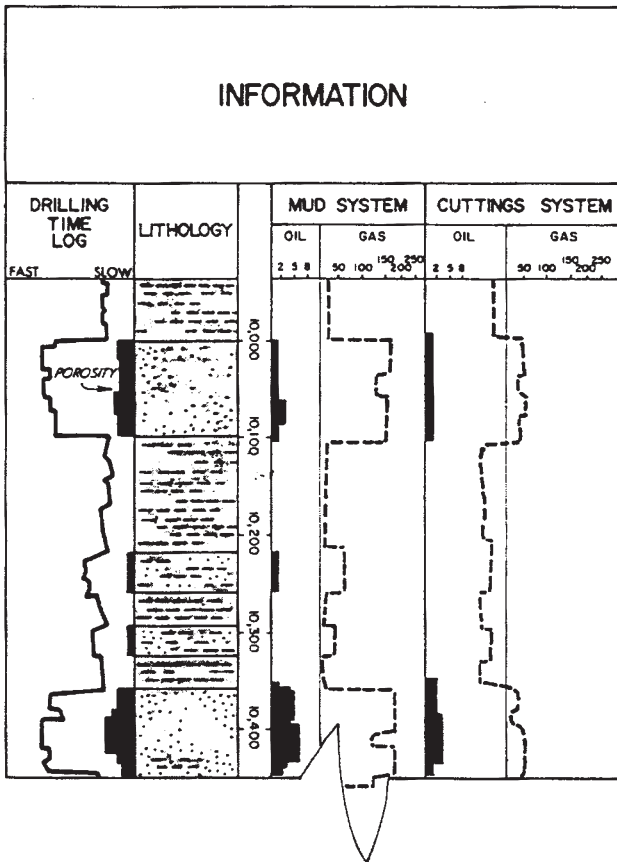 INFORMATION
DRILLING
TIME
LOG
LITHOLOGY
MUD SYSTEM
CUTTINGS SYSTEM
OIL
GAS
OIL
GAS
FAST
SLOW
2 5 8
50 100 150 200 250
2 5 8
50 100 150 200 250
POROSITY
10,000
10,100
10,200
10,300
10,400